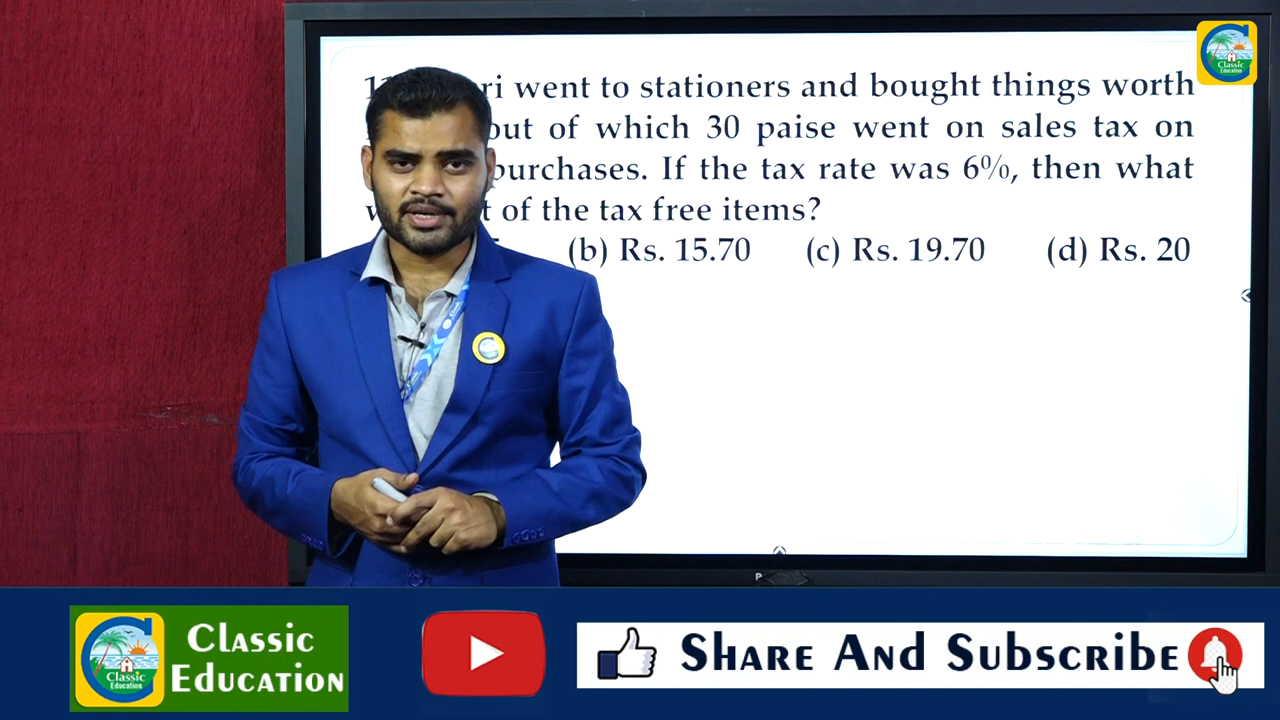 went to stationers and bought things worth
out of which 30 paise went on sales tax on
purchases. If the tax rate was 6%, then what
of the tax free items?
(b) Rs. 15.70 (c) Rs. 19.70 (d) Rs. 20
Classic
Education
Classic
Education
Classic
Education
Share And Subscribe